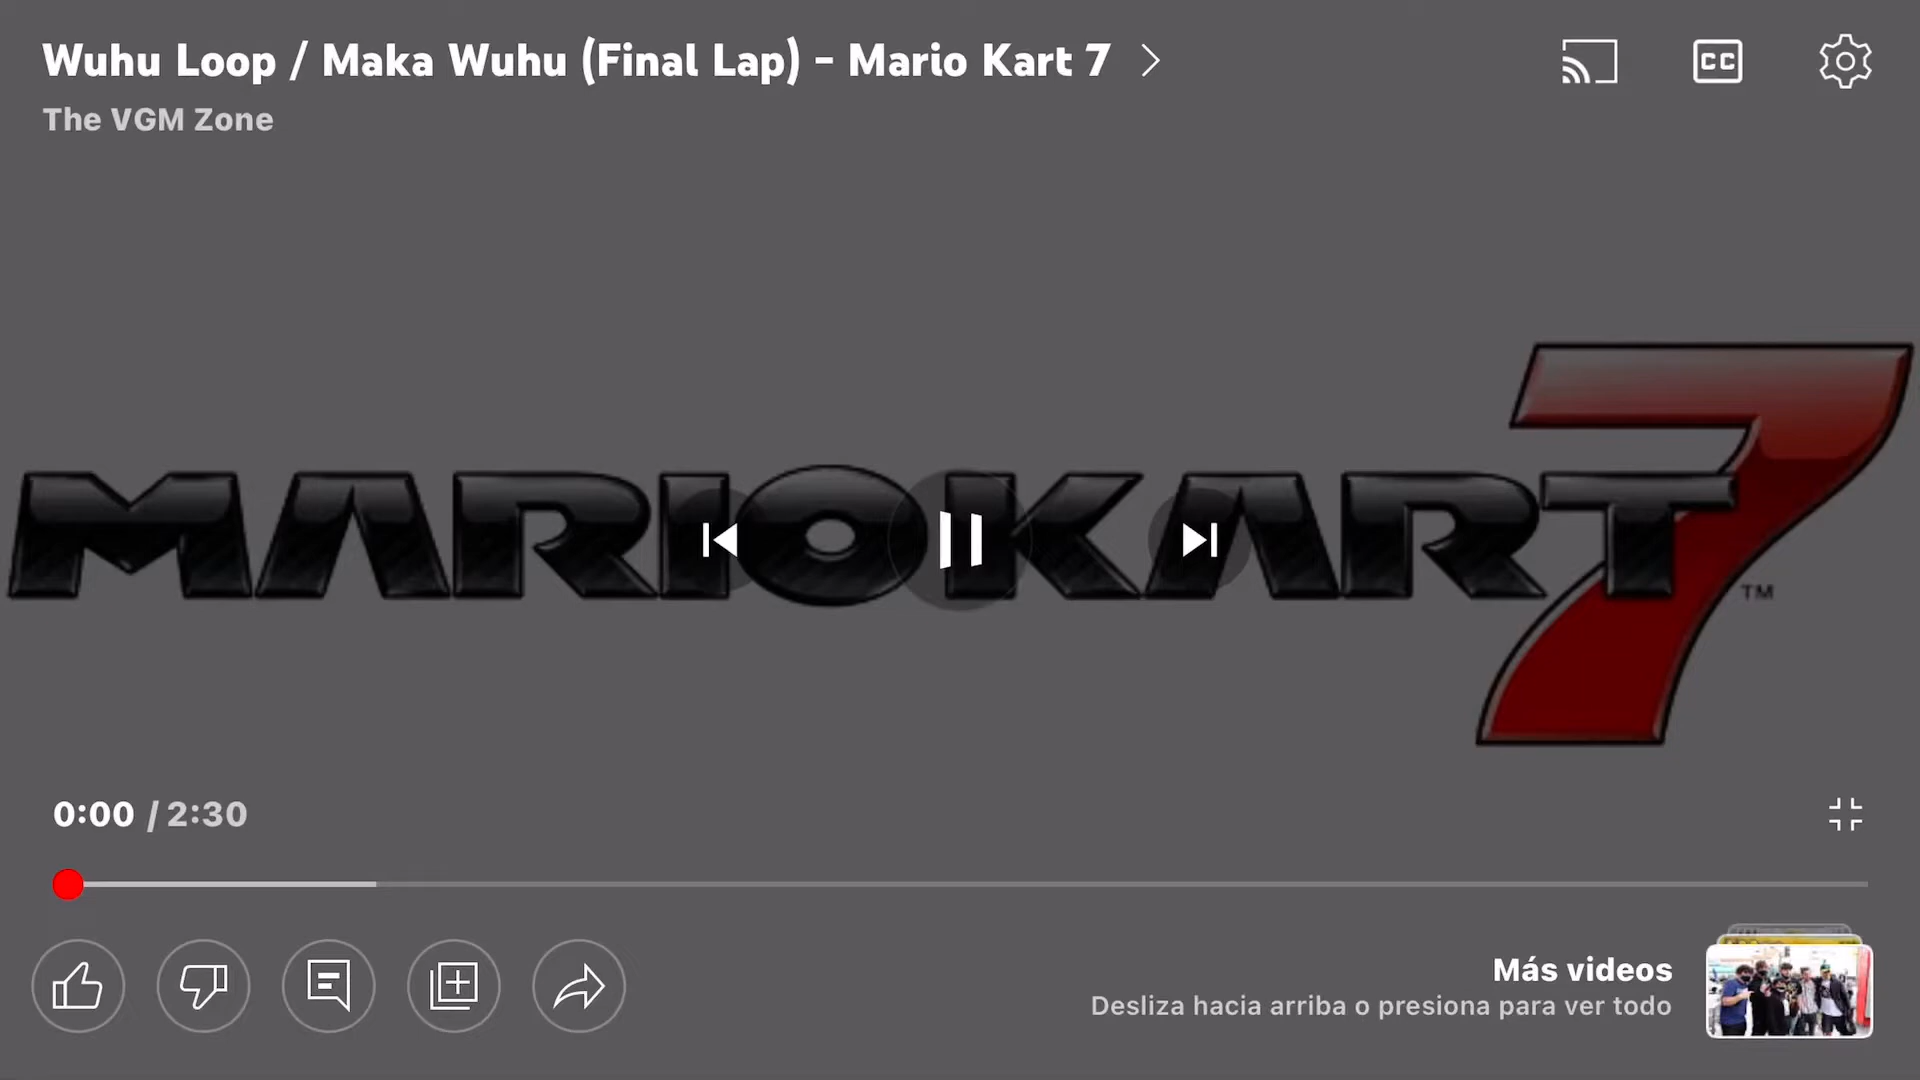 Wuhu Loop / Maka Wuhu (Final Lap) - Mario Kart 7
The VGM Zone
CC
MARIOKART7
TM
0:00 / 2:30
Más videos
Desliza hacia arriba o presiona para ver todo